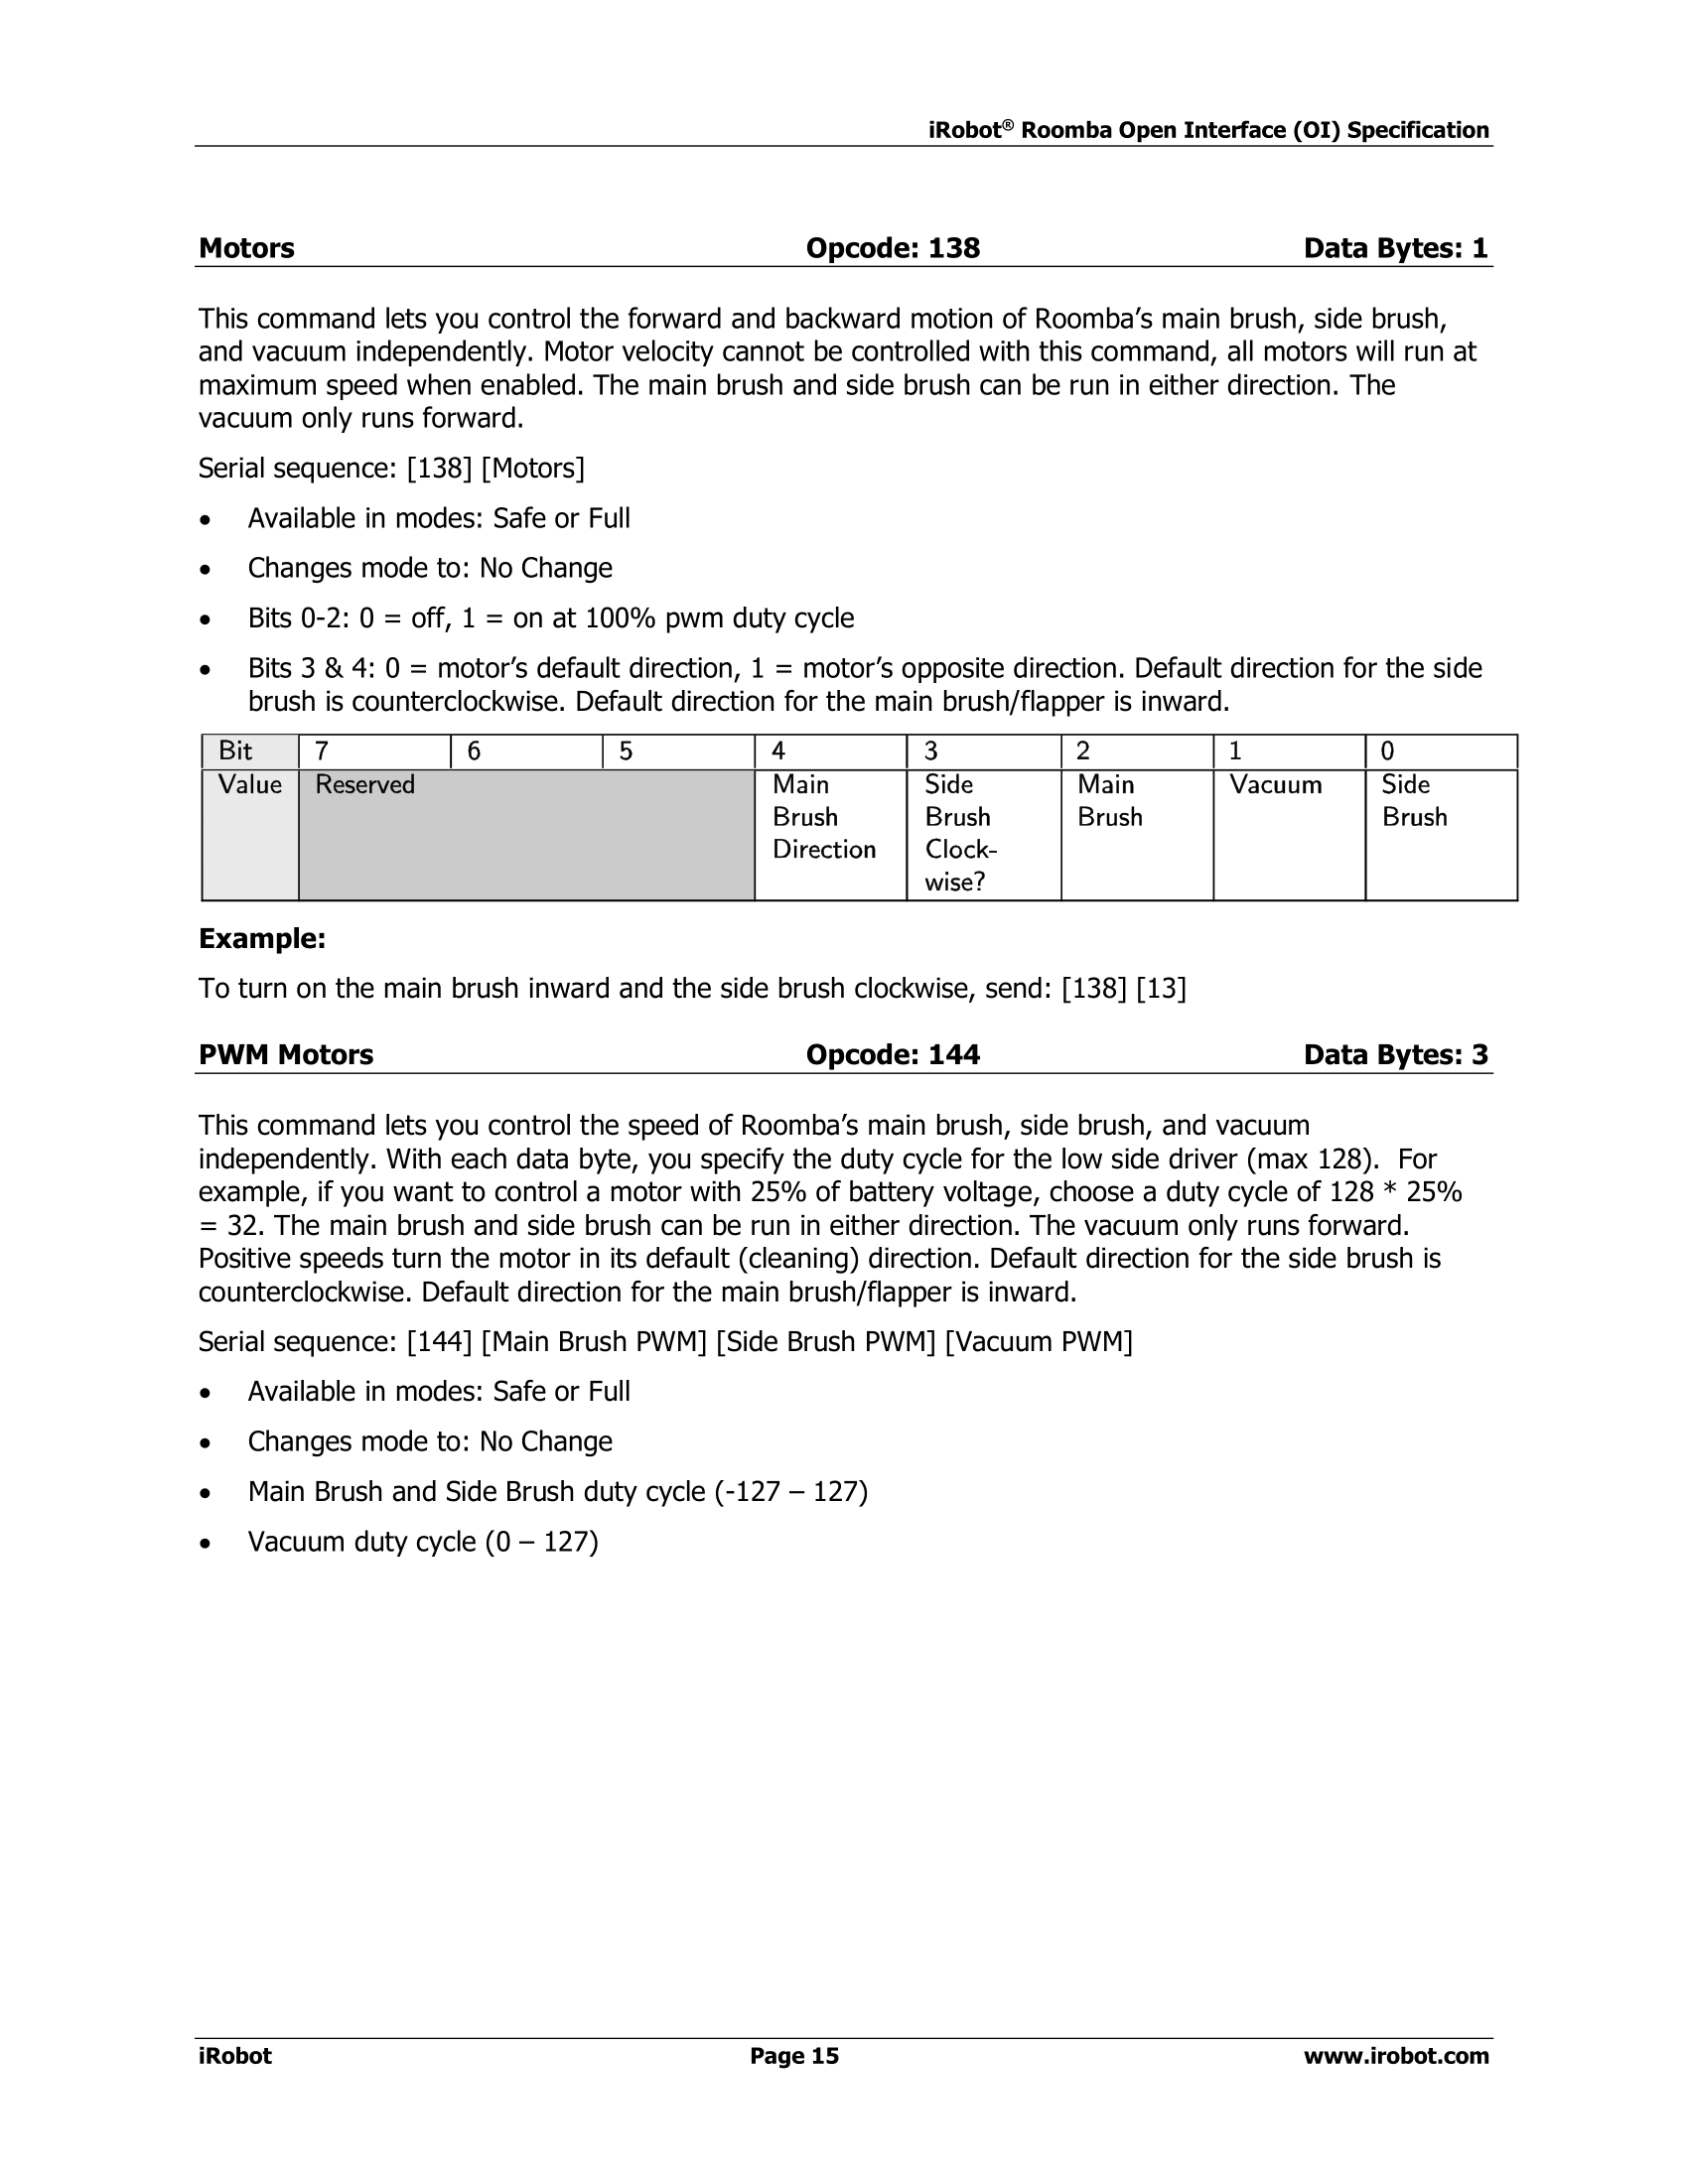 iRobot® Roomba Open Interface (OI) Specification
Motors Opcode: 138 Data Bytes: 1
This command lets you control the forward and backward motion of Roomba’s main brush, side brush,
and vacuum independently. Motor velocity cannot be controlled with this command, all motors will run at
maximum speed when enabled. The main brush and side brush can be run in either direction. The
vacuum only runs forward.
Serial sequence: [138] [Motors]
• Available in modes: Safe or Full
• Changes mode to: No Change
• Bits 0-2: 0 = off, 1 = on at 100% pwm duty cycle
• Bits 3 & 4: 0 = motor’s default direction, 1 = motor’s opposite direction. Default direction for the side
brush is counterclockwise. Default direction for the main brush/flapper is inward.
Bit 7 6 5 4 3 2 1 0
Value Reserved Main Side Main Vacuum Side
Brush Brush Brush Brush
Direction Clock-
wise?
Example:
To turn on the main brush inward and the side brush clockwise, send: [138] [13]
PWM Motors Opcode: 144 Data Bytes: 3
This command lets you control the speed of Roomba’s main brush, side brush, and vacuum
independently. With each data byte, you specify the duty cycle for the low side driver (max 128).  For
example, if you want to control a motor with 25% of battery voltage, choose a duty cycle of 128 * 25%
= 32. The main brush and side brush can be run in either direction. The vacuum only runs forward.
Positive speeds turn the motor in its default (cleaning) direction. Default direction for the side brush is
counterclockwise. Default direction for the main brush/flapper is inward.
Serial sequence: [144] [Main Brush PWM] [Side Brush PWM] [Vacuum PWM]
• Available in modes: Safe or Full
• Changes mode to: No Change
• Main Brush and Side Brush duty cycle (-127 – 127)
• Vacuum duty cycle (0 – 127)
iRobot Page 15 www.irobot.com